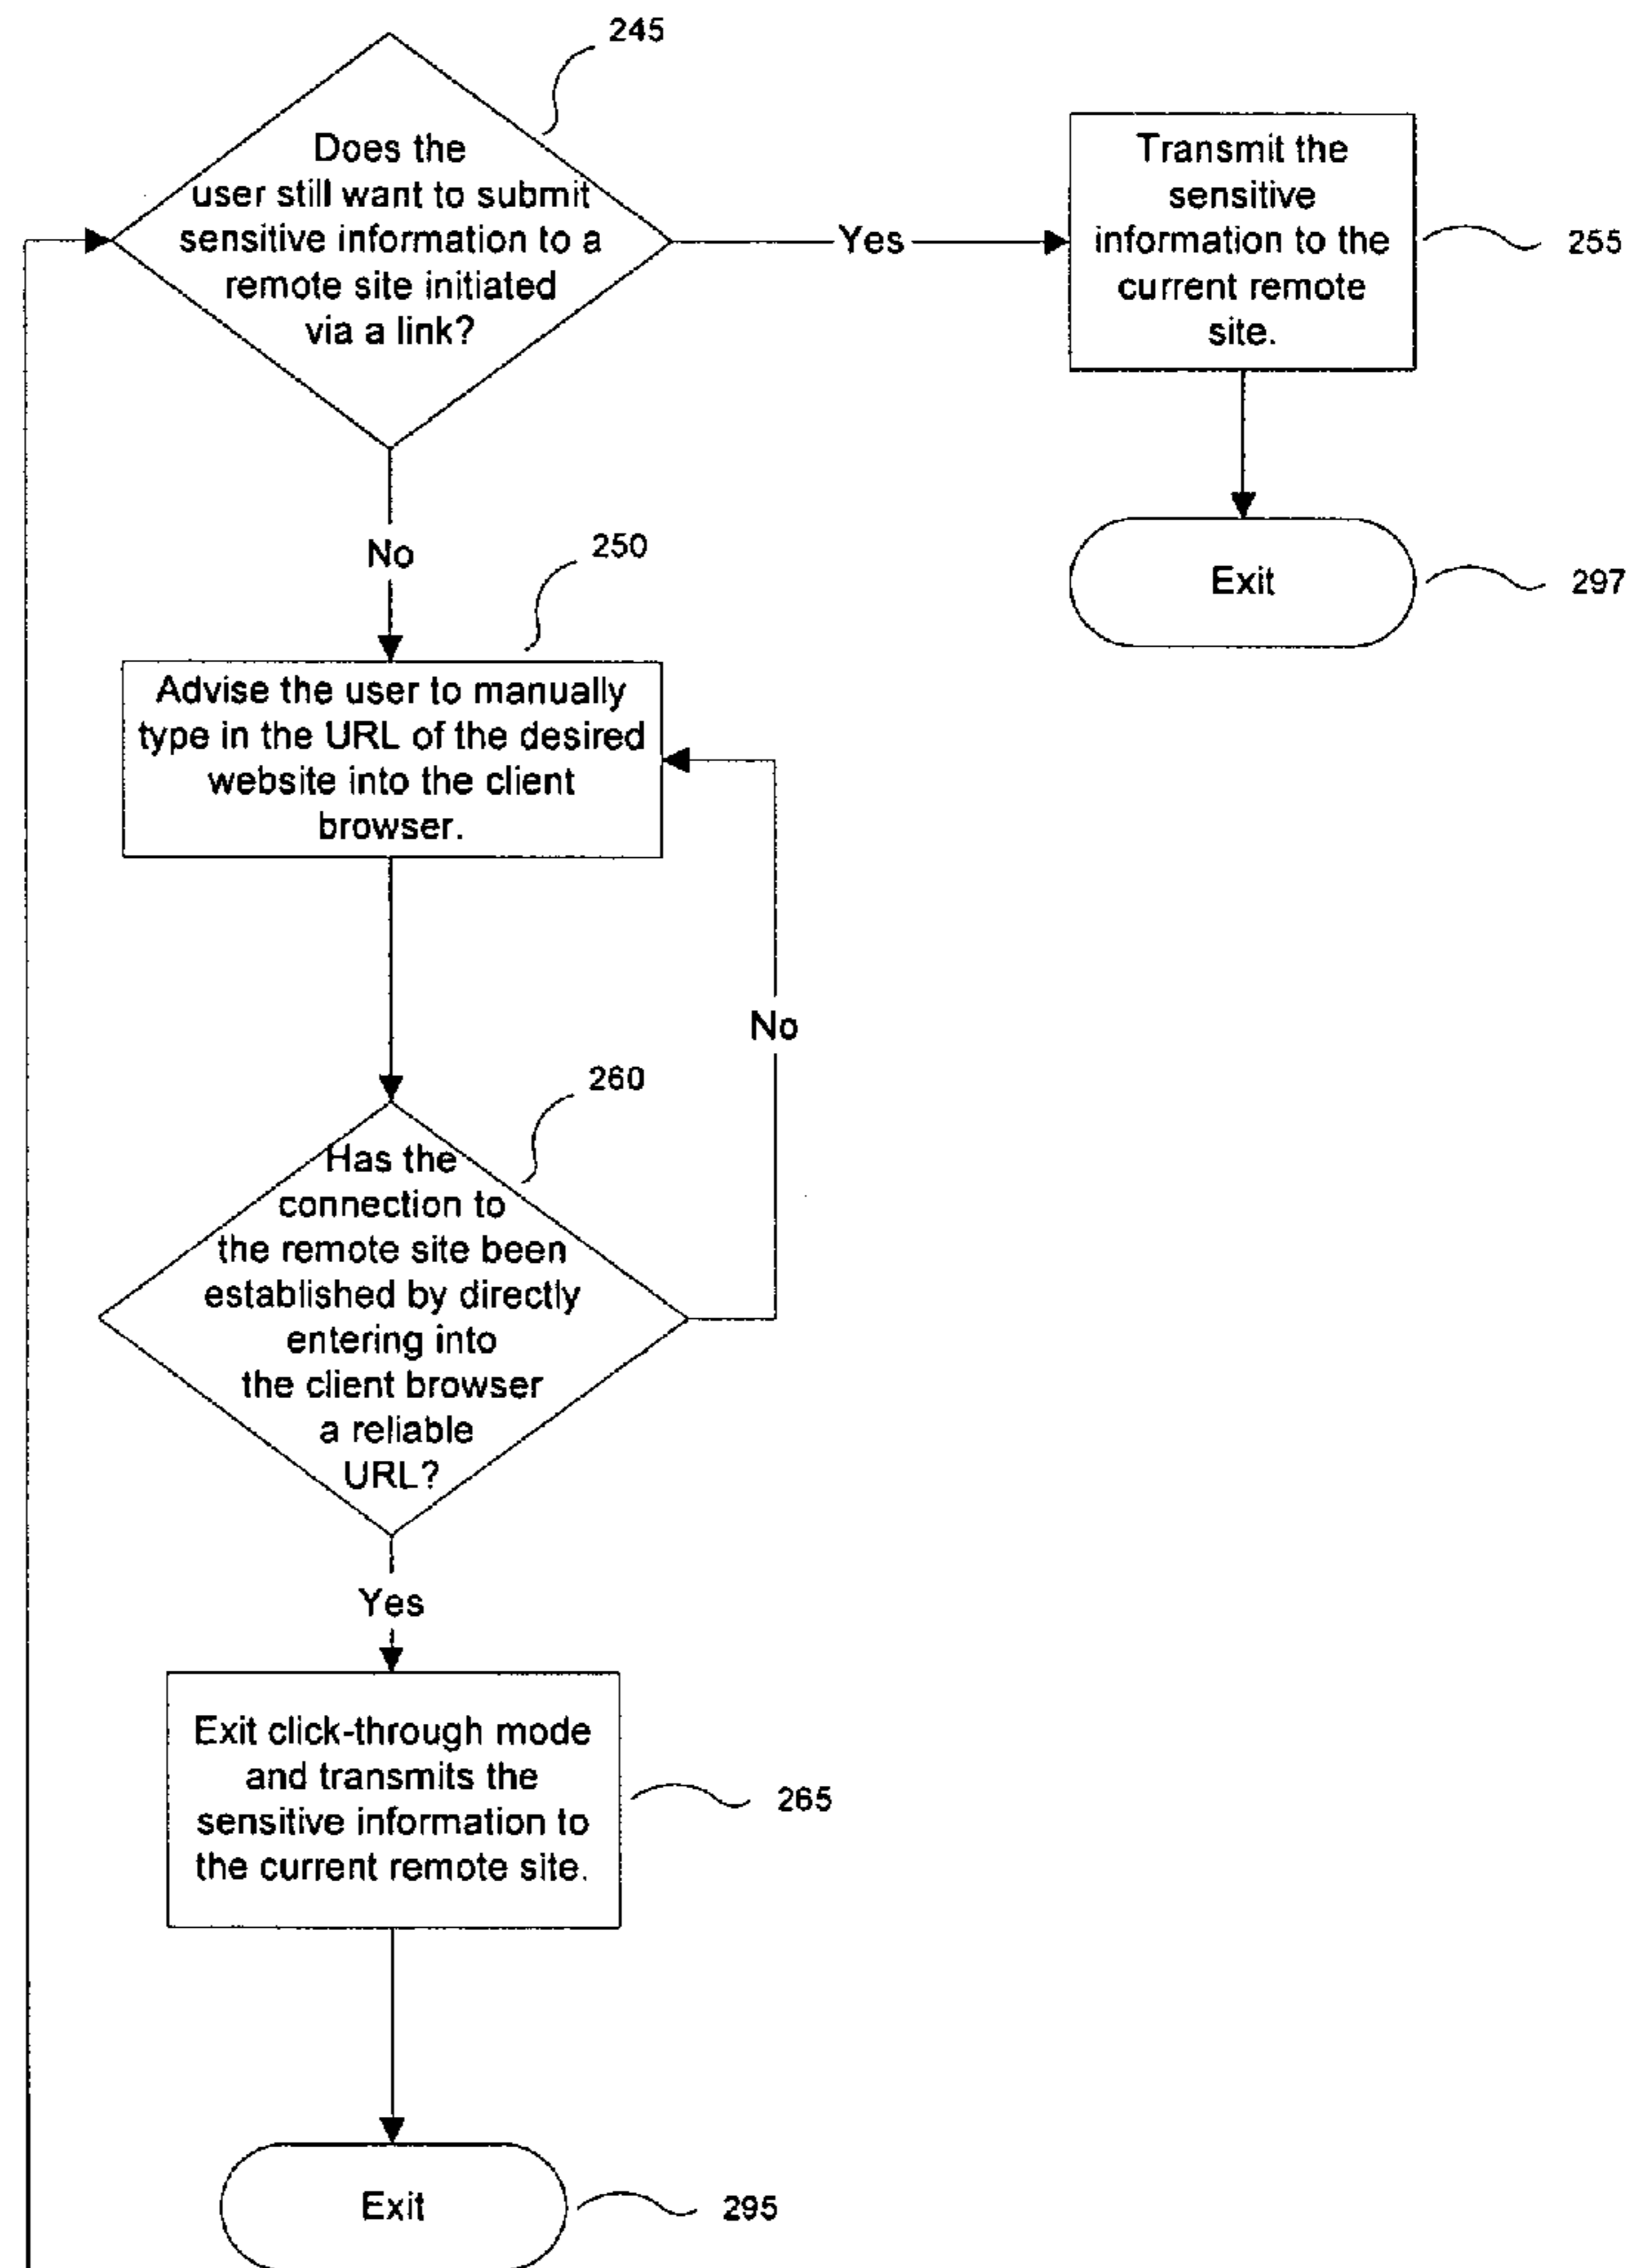 245
Does the
user still want to submit
sensitive information to a
remote site initiated
via a link?
Yes
Transmit the
sensitive
information to the
current remote
site.
255
No
Exit
297
250
Advise the user to manually
type in the URL of the desired
website into the client
browser.
No
260
Has the
connection to
the remote site been
established by directly
entering into
the client browser
a reliable
URL?
Yes
Exit click-through mode
and transmits the
sensitive information to
the current remote site.
265
Exit
295